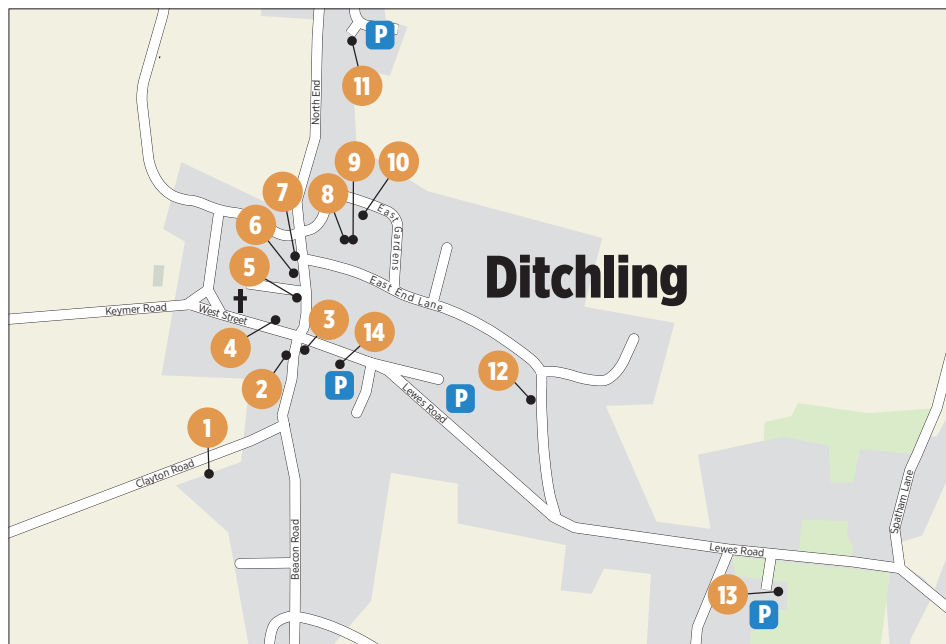 P
11
North End
9
10
7
8
6
East Gardens
5
Ditchling
East End Lane
Keymer Road
West Street
4
3
14
2
P
12
P
Lewes Road
1
Clayton Road
Spatham Lane
Beacon Road
Lewes Road
13
P